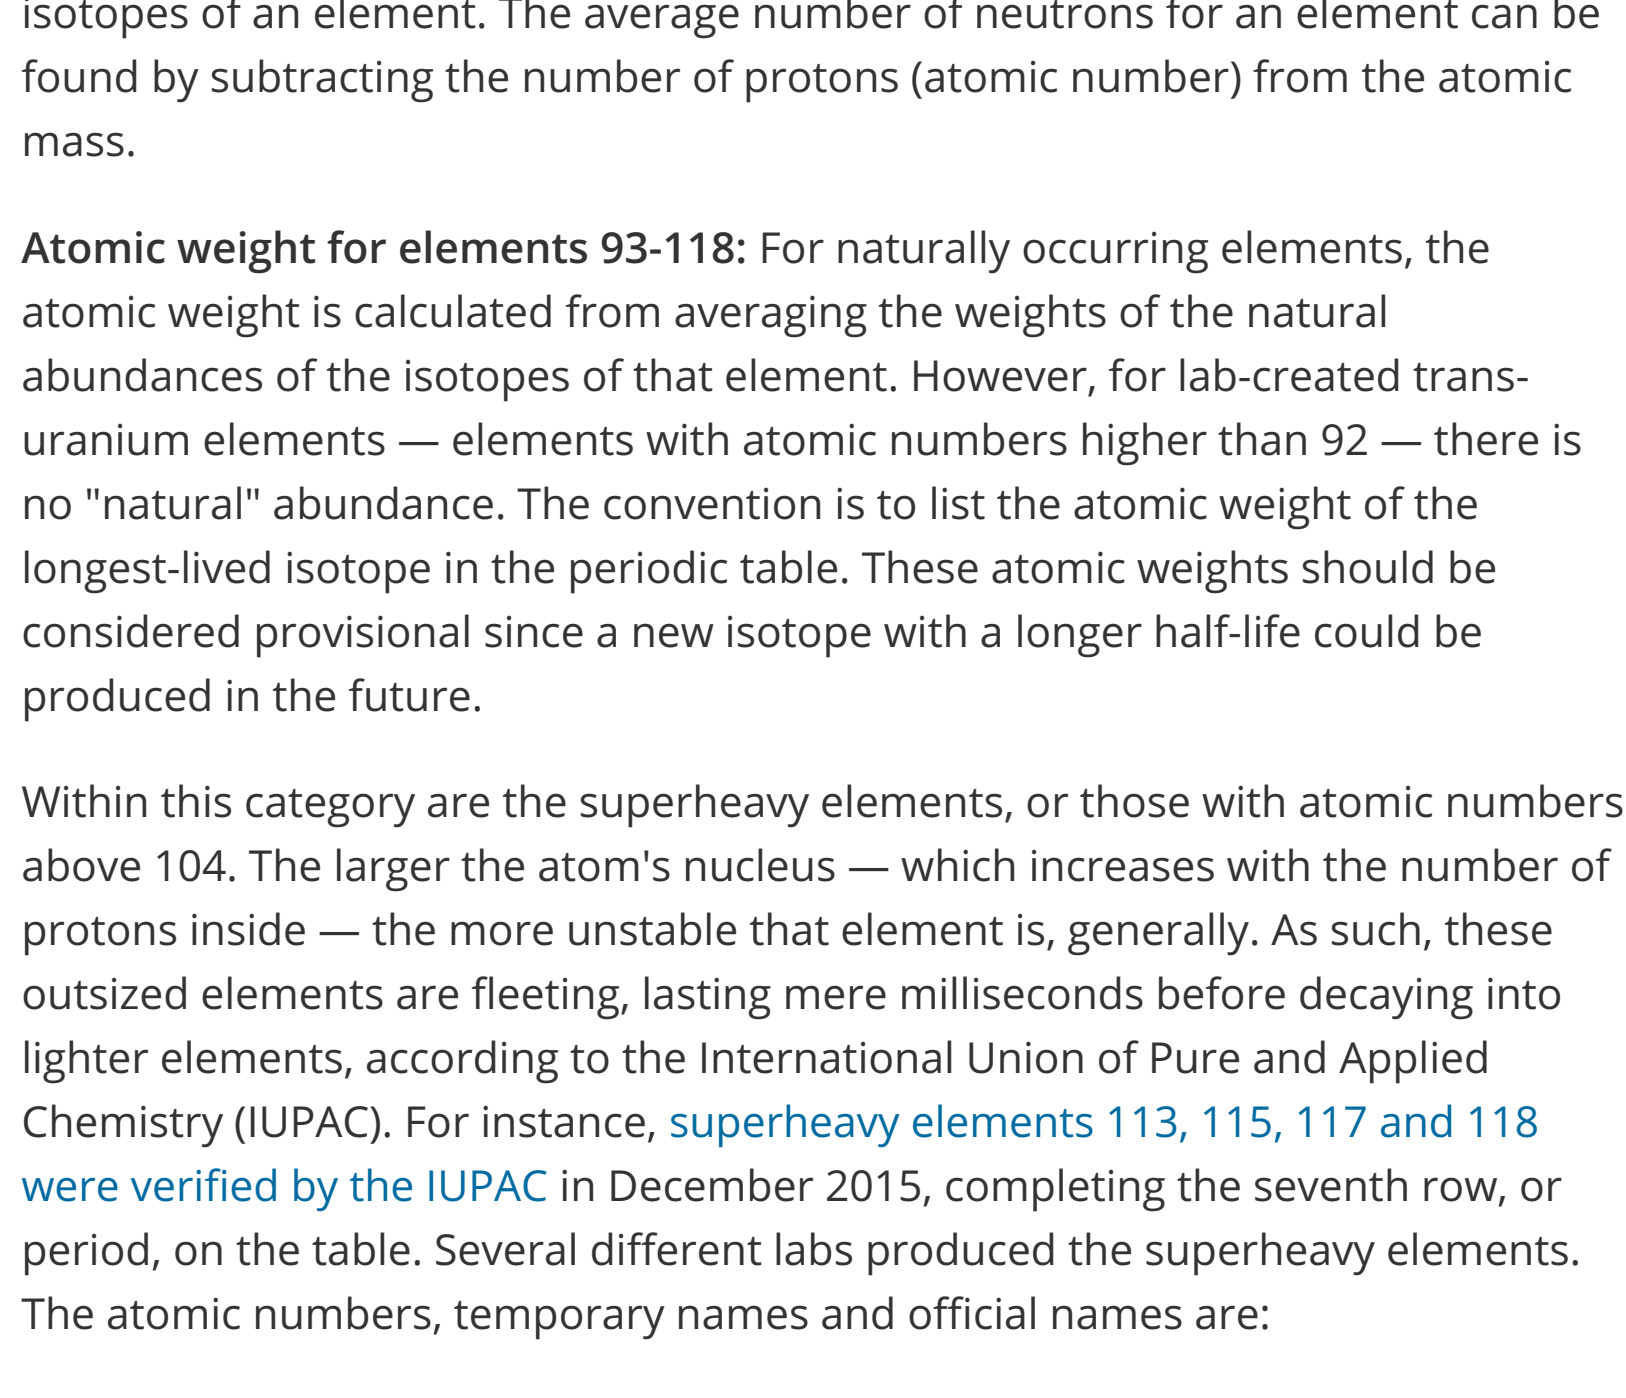 isotopes of an element. The average number of neutrons for an element can be
found by subtracting the number of protons (atomic number) from the atomic
mass.
Atomic weight for elements 93-118: For naturally occurring elements, the
atomic weight is calculated from averaging the weights of the natural
abundances of the isotopes of that element. However, for lab-created trans-
uranium elements — elements with atomic numbers higher than 92 — there is
no "natural" abundance. The convention is to list the atomic weight of the
longest-lived isotope in the periodic table. These atomic weights should be
considered provisional since a new isotope with a longer half-life could be
produced in the future.
Within this category are the superheavy elements, or those with atomic numbers
above 104. The larger the atom's nucleus — which increases with the number of
protons inside — the more unstable that element is, generally. As such, these
outsized elements are fleeting, lasting mere milliseconds before decaying into
lighter elements, according to the International Union of Pure and Applied
Chemistry (IUPAC). For instance, superheavy elements 113, 115, 117 and 118
were verified by the IUPAC in December 2015, completing the seventh row, or
period, on the table. Several different labs produced the superheavy elements.
The atomic numbers, temporary names and official names are: